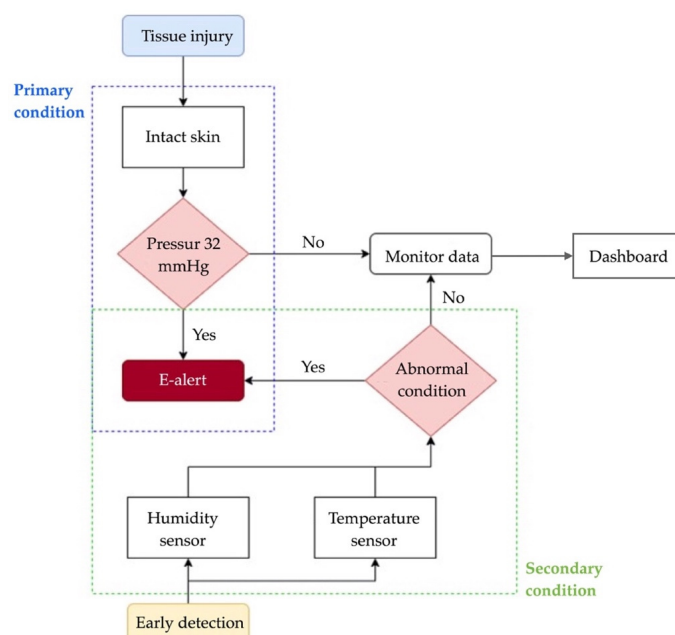 Tissue injury
Primary
condition
Intact skin
Pressur 32
mmHg
No
Monitor data
Dashboard
No
Yes
E-alert
Yes
Abnormal
condition
Humidity
sensor
Temperature
sensor
Secondary
condition
Early detection